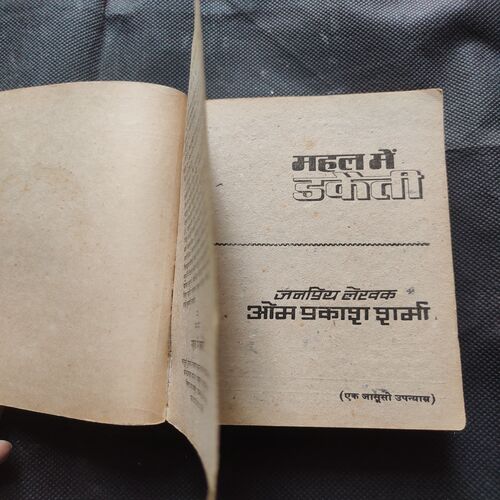 महल में
डकैती
जनप्रिय लेखक
ओम प्रकाश शर्मा
(एक जासूसी उपन्यास)